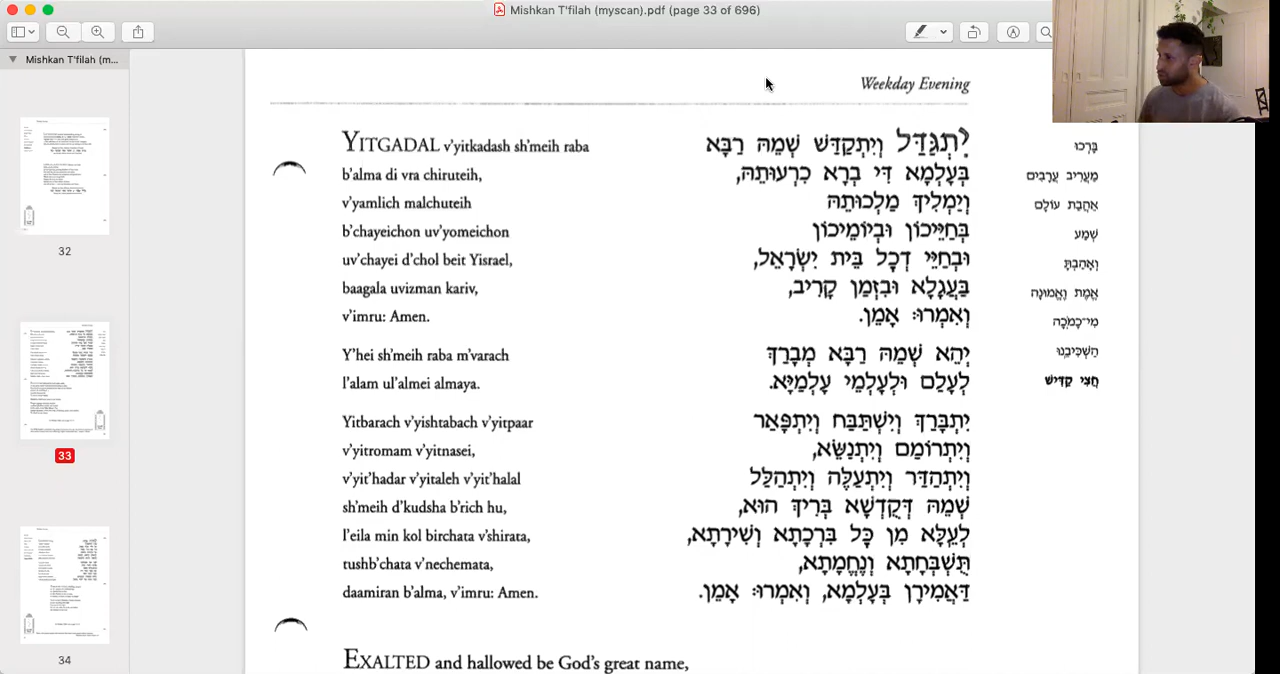 Mishkan T'filah (myscan).pdf (page 33 of 696)
Mishkan T'filah (m...
32
33
34
Weekday Evening
YITGADAL v'yitkadash sh'meih raba
b'alma di vra chiruteih,
v'yamlich malchuteih
b'chayeichon uv'yomeichon
uv'chayei d'chol beit Yisrael,
baagala uvizman kariv,
v'imru: Amen.
Y'hei sh'meih raba m'varach
l'alam ul'almei almaya.
Yitbarach v'yishtabach v'yitpaar
v'yitromam v'yitnasei,
v'yit'hadar v'yitaleh v'yit'halal
sh'meih d'kudsha b'rich hu,
l'eila min kol birchata v'shirata,
tushb'chata v'nechemata,
daamiran b'alma, v'imru: Amen.
יִתְגַּדַּל וְיִתְקַדַּשׁ שְׁמֵהּ רַבָּא
בְּעָלְמָא דִּי בְרָא כִרְעוּתֵהּ,
וְיַמְלִיךְ מַלְכוּתֵהּ
בְּחַיֵּיכוֹן וּבְיוֹמֵיכוֹן
וּבְחַיֵּי דְכָל בֵּית יִשְׂרָאֵל,
בַּעֲגָלָא וּבִזְמַן קָרִיב,
וְאִמְרוּ: אָמֵן.
יְהֵא שְׁמֵהּ רַבָּא מְבָרַךְ
לְעָלַם וּלְעָלְמֵי עָלְמַיָּא.
יִתְבָּרַךְ וְיִשְׁתַּבַּח וְיִתְפָּאַר
וְיִתְרוֹמַם וְיִתְנַשֵּׂא,
וְיִתְהַדַּר וְיִתְעַלֶּה וְיִתְהַלַּל
שְׁמֵהּ דְּקֻדְשָׁא בְּרִיךְ הוּא,
לְעֵלָּא מִן כָּל בִּרְכָתָא וְשִׁירָתָא,
תֻּשְׁבְּחָתָא וְנֶחֱמָתָא,
דַּאֲמִירָן בְּעָלְמָא, וְאִמְרוּ: אָמֵן.
בָּרְכוּ
מַעֲרִיב עֲרָבִים
אַהֲבַת עוֹלָם
שְׁמַע
וְאָהַבְתָּ
אֱמֶת וֶאֱמוּנָה
מִי־כָמֹכָה
הַשְׁכִּיבֵנוּ
חֲצִי קַדִּישׁ
EXALTED and hallowed be God's great name,